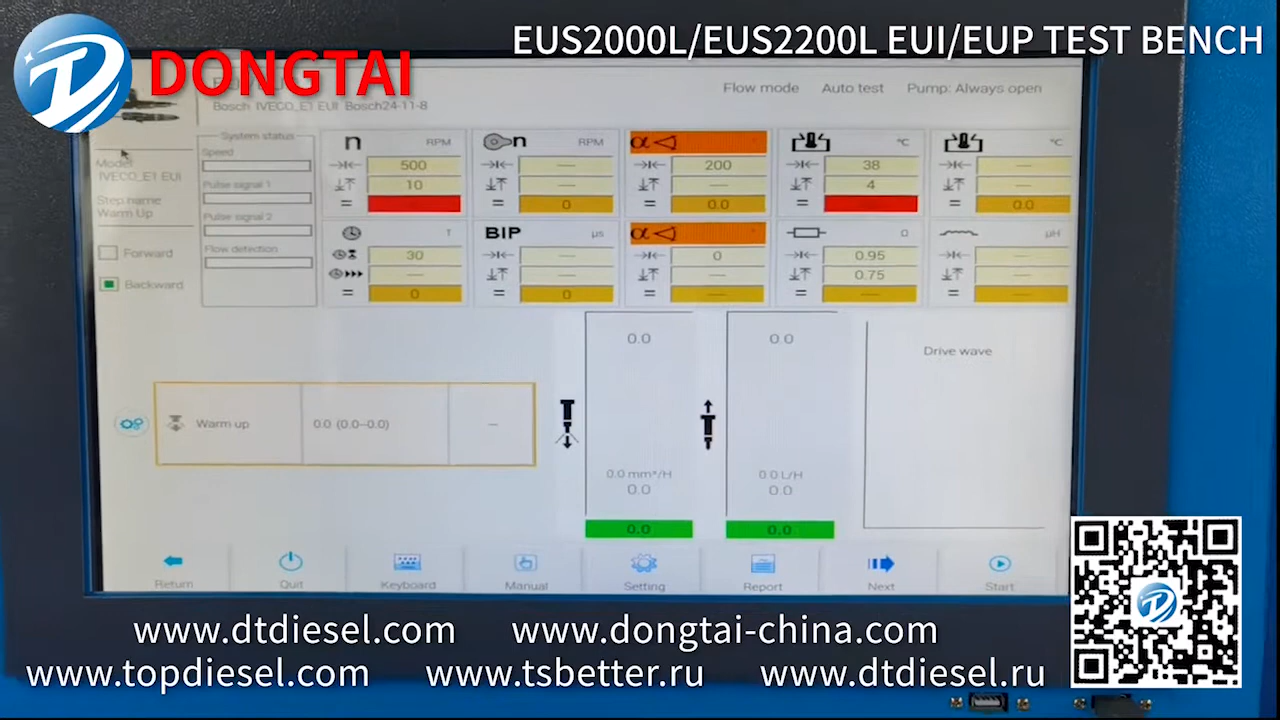 DONGTAI
EUS2000L/EUS2200L EUI/EUP TEST BENCH
Bosch IVECO_E1 EUI Bosch24-11-8
Flow mode Auto test Pump: Always open
Model
IVECO_E1 EUI
Step name
Warm Up
Forward
Backward
System status
Speed
Pulse signal 1
Pulse signal 2
Flow detection
n RPM
500
10
=
n RPM
---
---
= 0
α
200
---
= 0.0
°C
38
4
=
°C
---
---
= 0.0
T
30
---
= 0
BIP µs
---
---
= 0
α
0
---
= ---
Ω
0.95
0.75
= ---
µH
---
---
= ---
Warm up 0.0 (0.0--0.0) --
0.0
0.0 mm³/H
0.0
0.0
0.0
0.0 L/H
0.0
0.0
Drive wave
Return Quit Keyboard Manual Setting Report Next Start
www.dtdiesel.com www.dongtai-china.com
www.topdiesel.com www.tsbetter.ru www.dtdiesel.ru